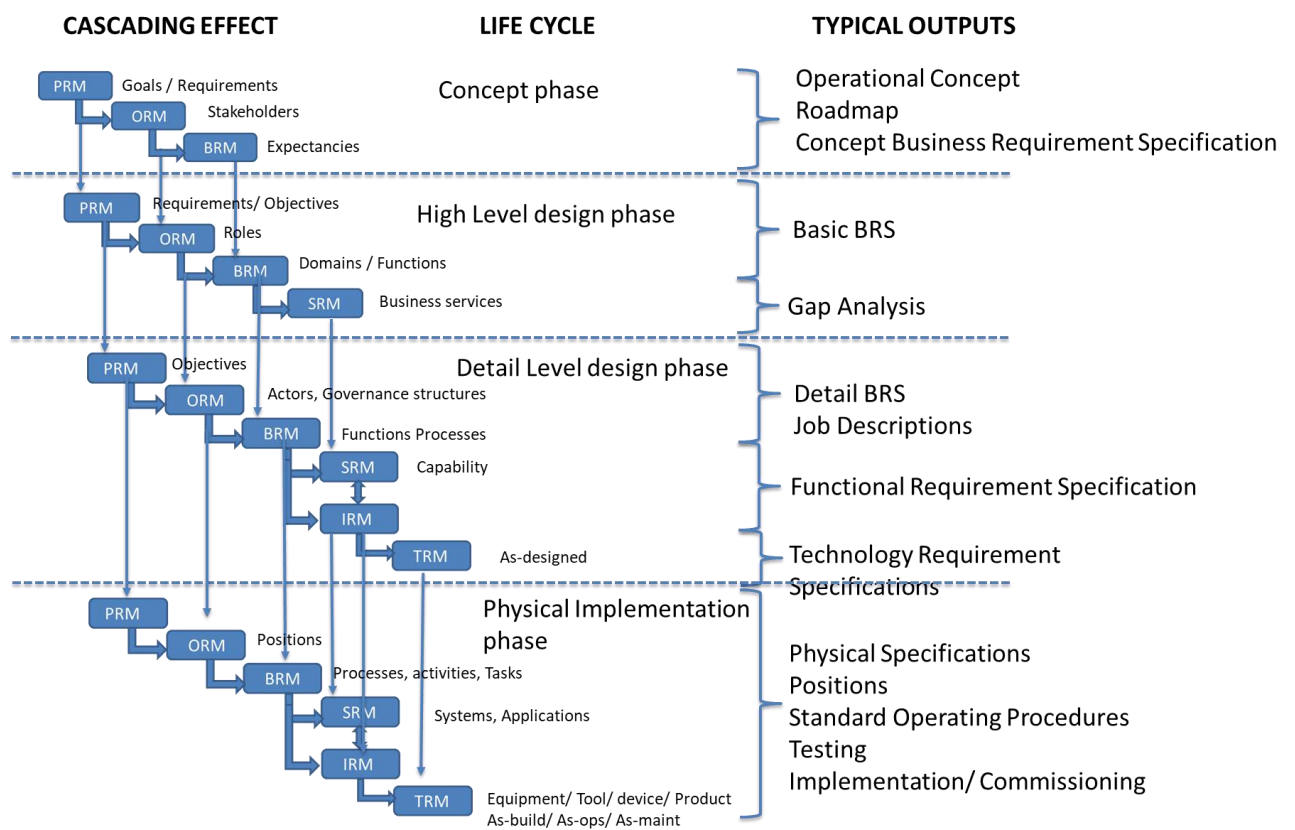 CASCADING EFFECT
LIFE CYCLE
TYPICAL OUTPUTS
PRM
Goals / Requirements
ORM
Stakeholders
BRM
Expectancies
Concept phase
Operational Concept
Roadmap
Concept Business Requirement Specification
PRM
Requirements/ Objectives
ORM
Roles
BRM
Domains / Functions
SRM
Business services
High Level design phase
Basic BRS
Gap Analysis
PRM
Objectives
ORM
Actors, Governance structures
BRM
Functions Processes
SRM
Capability
IRM
TRM
As-designed
Detail Level design phase
Detail BRS
Job Descriptions
Functional Requirement Specification
Technology Requirement
Specifications
PRM
ORM
Positions
BRM
Processes, activities, Tasks
SRM
Systems, Applications
IRM
TRM
Equipment/ Tool/ device/ Product
As-build/ As-ops/ As-maint
Physical Implementation
phase
Physical Specifications
Positions
Standard Operating Procedures
Testing
Implementation/ Commissioning